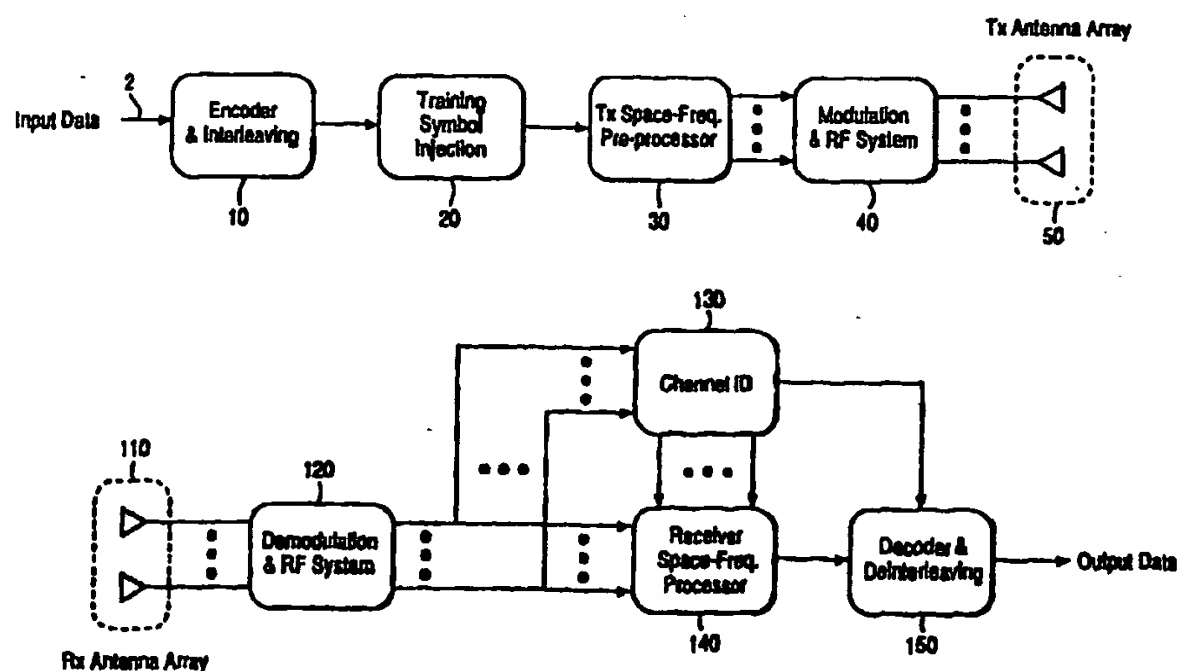 Tx Antenna Array
2
Input Data
Encoder
& Interleaving
Training
Symbol
Injection
Tx Space-Freq.
Pre-processor
Modulation
& RF System
10
20
30
40
50
130
Channel ID
110
120
Demodulation
& RF System
Receiver
Space-Freq.
Processor
Decoder &
Deinterleaving
Output Data
140
150
Rx Antenna Array